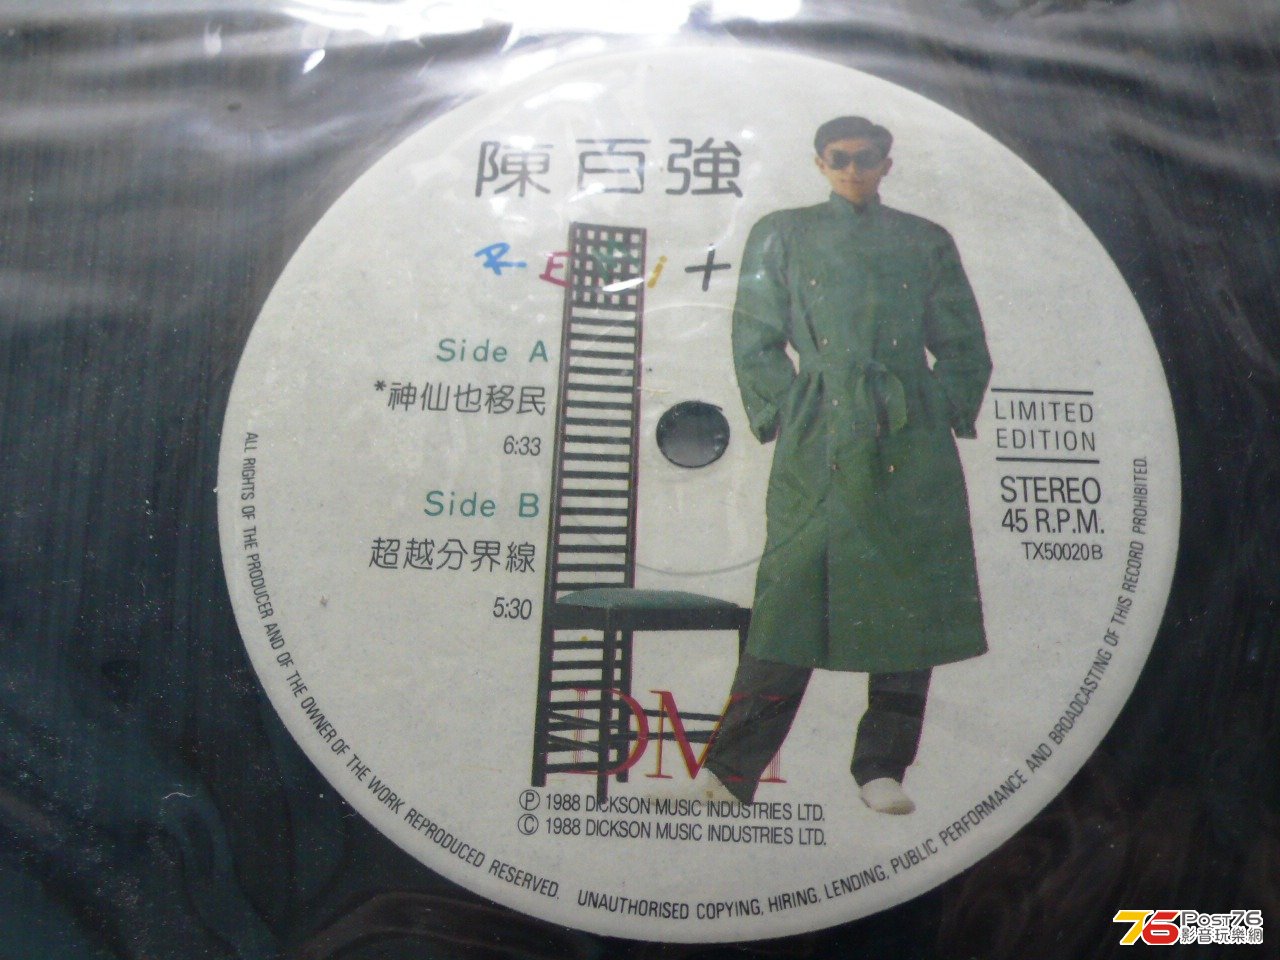 陳百強
REMi+
Side A
*神仙也移民
6:33
Side B
超越分界線
5:30
LIMITED
EDITION
STEREO
45 R.P.M.
TX50020B
DMI
Ⓟ 1988 DICKSON MUSIC INDUSTRIES LTD.
© 1988 DICKSON MUSIC INDUSTRIES LTD.
ALL RIGHTS OF THE PRODUCER AND OF THE OWNER OF THE WORK REPRODUCED RESERVED. UNAUTHORISED COPYING, HIRING, LENDING, PUBLIC PERFORMANCE AND BROADCASTING OF THIS RECORD PROHIBITED.
76 Post76
影音玩樂網